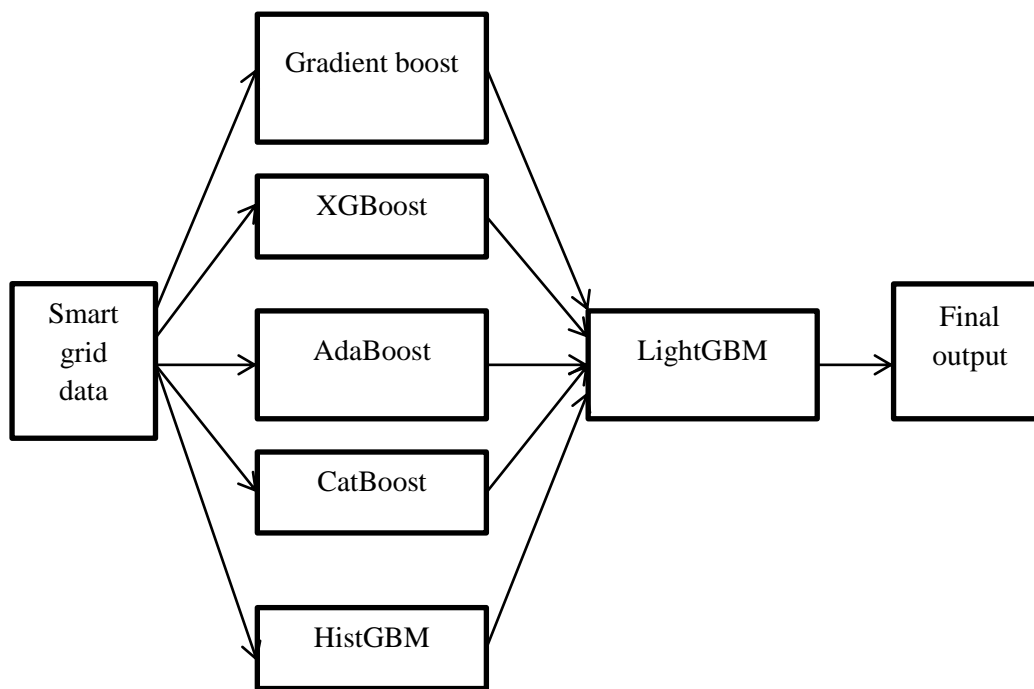 Gradient boost
XGBoost
Smart
grid
data
AdaBoost
LightGBM
Final
output
CatBoost
HistGBM